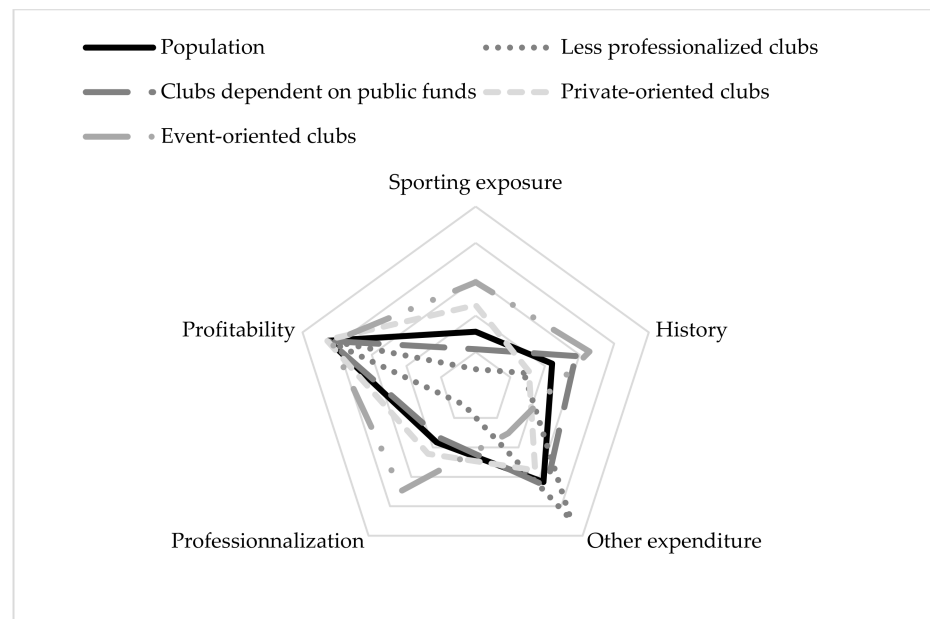 Population
Less professionalized clubs
Clubs dependent on public funds
Private-oriented clubs
Event-oriented clubs
Sporting exposure
Profitability
History
Professionnalization
Other expenditure